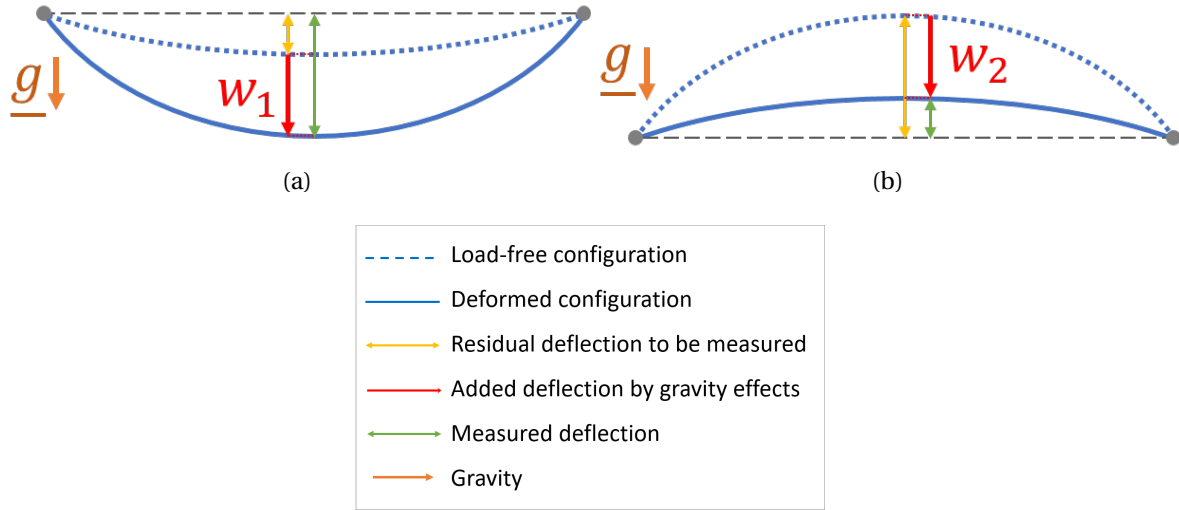 g
w1
(a)
g
w2
(b)
Load-free configuration
Deformed configuration
Residual deflection to be measured
Added deflection by gravity effects
Measured deflection
Gravity